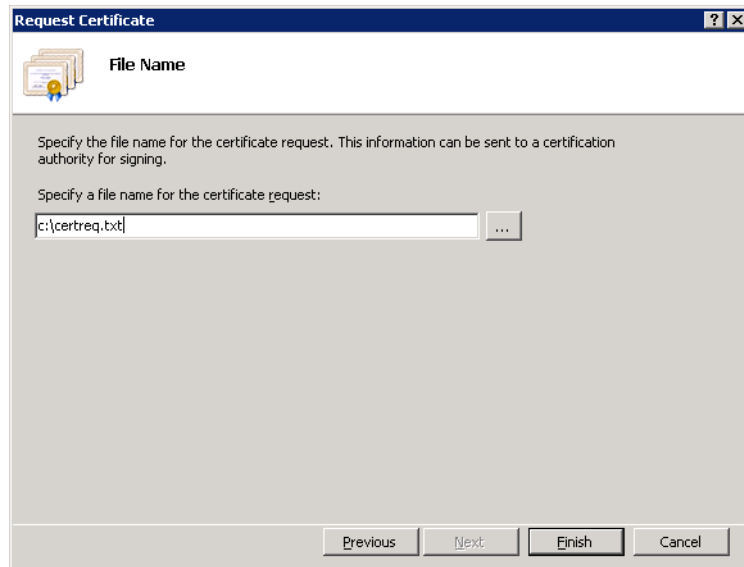 Request Certificate
File Name
Specify the file name for the certificate request. This information can be sent to a certification
authority for signing.
Specify a file name for the certificate request:
c:\certreq.txt
...
Previous Next Finish Cancel